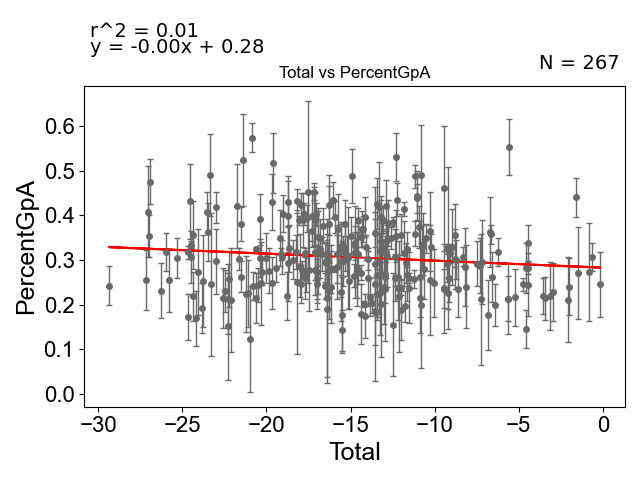 r^2 = 0.01
y = -0.00x + 0.28
N = 267
Total vs PercentGpA
PercentGpA
0.6
0.5
0.4
0.3
0.2
0.1
0.0
−30 −25 −20 −15 −10 −5 0
Total